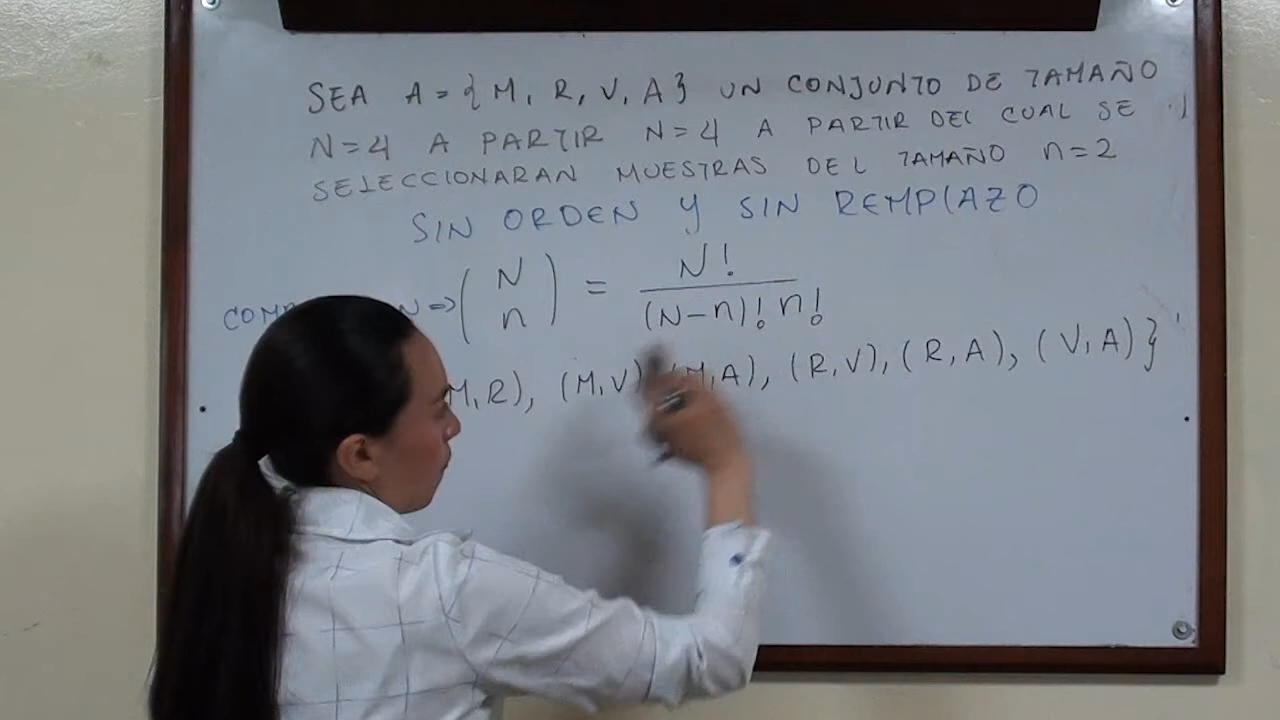 SEA A={M, R, V, A} UN CONJUNTO DE TAMAÑO
N=4 A PARTIR N=4 A PARTIR DEL CUAL SE
SELECCIONARAN MUESTRAS DEL TAMAÑO n=2
SIN ORDEN Y SIN REMPLAZO
(N n) = N! / (N-n)! n!
M,R), (M,V) (M,A), (R,V), (R,A), (V,A)}